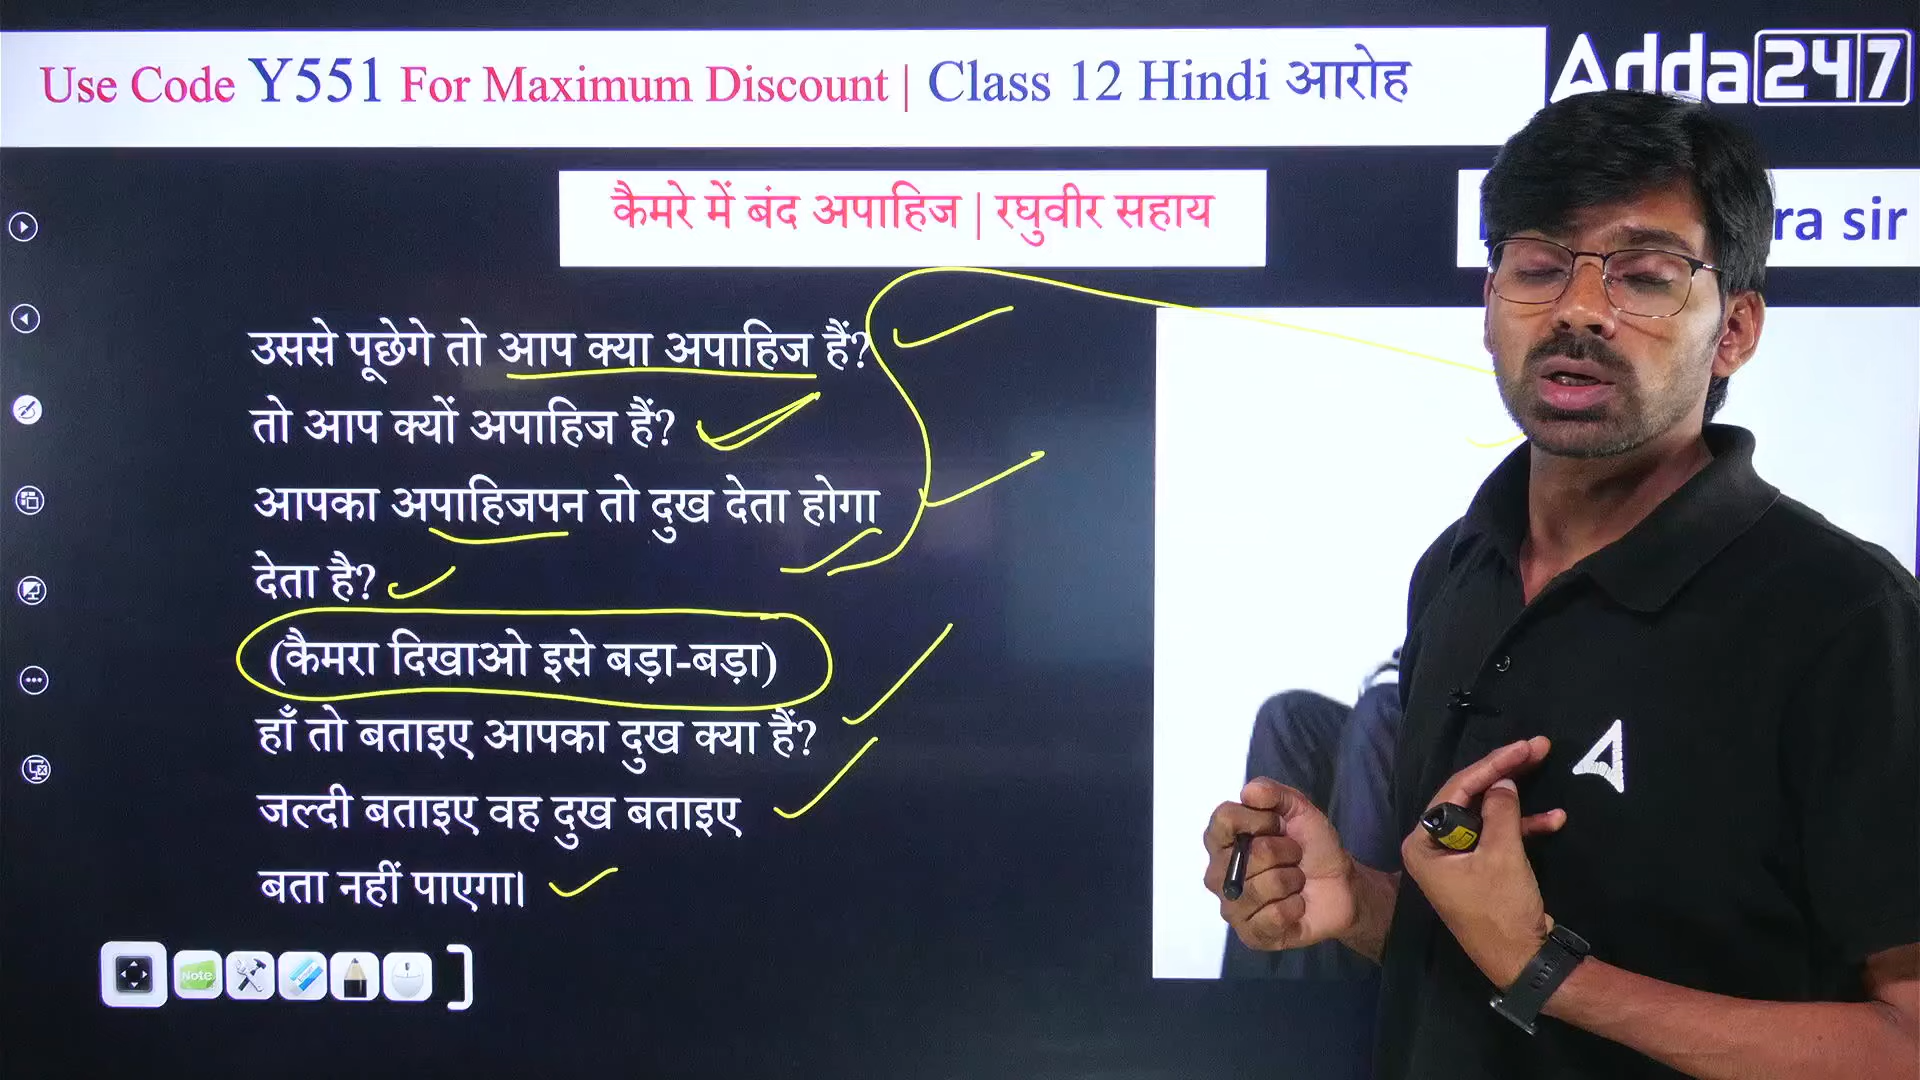 Use Code Y551 For Maximum Discount | Class 12 Hindi आरोह
Adda247
कैमरे में बंद अपाहिज | रघुवीर सहाय
ra sir
उससे पूछेगे तो आप क्या अपाहिज हैं?
तो आप क्यों अपाहिज हैं?
आपका अपाहिजपन तो दुख देता होगा
देता है?
(कैमरा दिखाओ इसे बड़ा-बड़ा)
हाँ तो बताइए आपका दुख क्या हैं?
जल्दी बताइए वह दुख बताइए
बता नहीं पाएगा।
Note